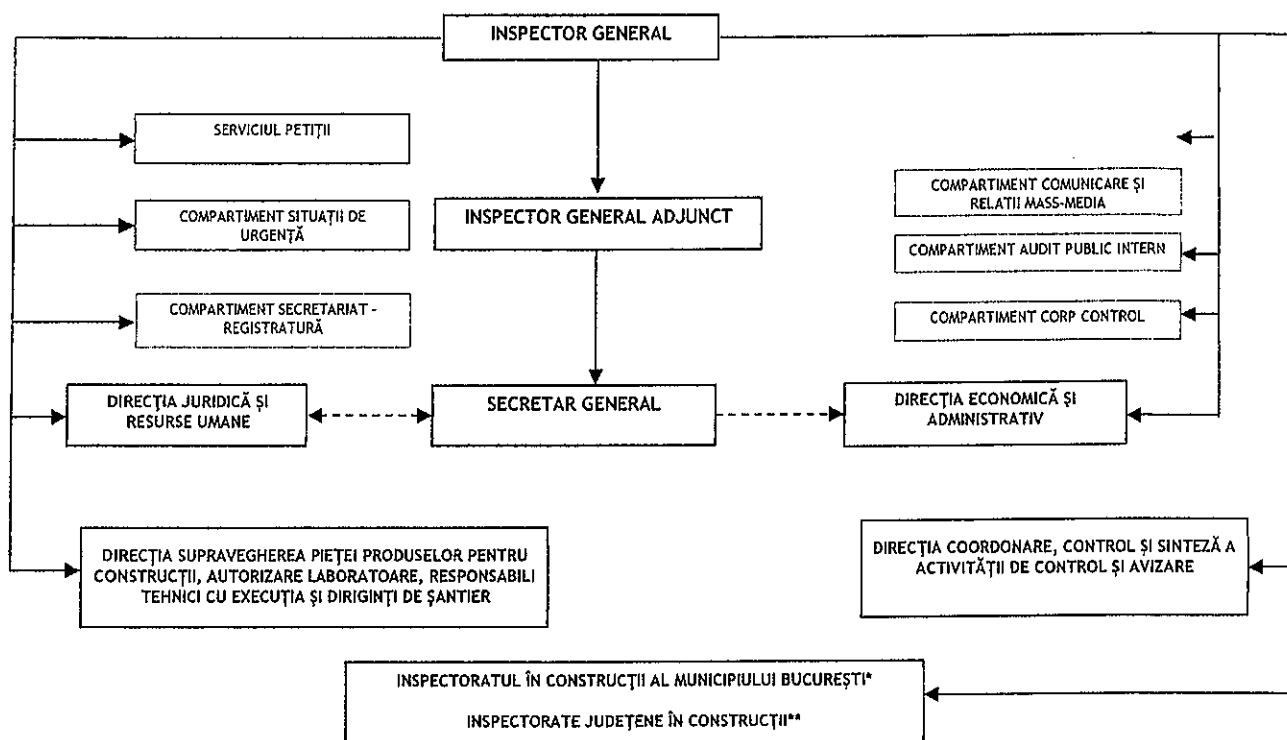 INSPECTOR GENERAL
SERVICIUL PETIȚII
COMPARTIMENT COMUNICARE ȘI
RELATII MASS-MEDIA
COMPARTIMENT SITUAȚII DE
URGENȚĂ
INSPECTOR GENERAL ADJUNCT
COMPARTIMENT AUDIT PUBLIC INTERN
COMPARTIMENT SECRETARIAT -
REGISTRATURĂ
COMPARTIMENT CORP CONTROL
DIRECȚIA JURIDICĂ ȘI
RESURSE UMANE
SECRETAR GENERAL
DIRECȚIA ECONOMICĂ ȘI
ADMINISTRATIV
DIRECȚIA SUPRAVEGHEREA PIEȚEI PRODUSELOR PENTRU
CONSTRUCȚII, AUTORIZARE LABORATOARE, RESPONSABILI
TEHNICI CU EXECUȚIA ȘI DIRIGINȚI DE ȘANTIER
DIRECȚIA COORDONARE, CONTROL ȘI SINTEZĂ A
ACTIVITĂȚII DE CONTROL ȘI AVIZARE
INSPECTORATUL ÎN CONSTRUCȚII AL MUNICIPIULUI BUCUREȘTI*
INSPECTORATE JUDEȚENE ÎN CONSTRUCȚII**